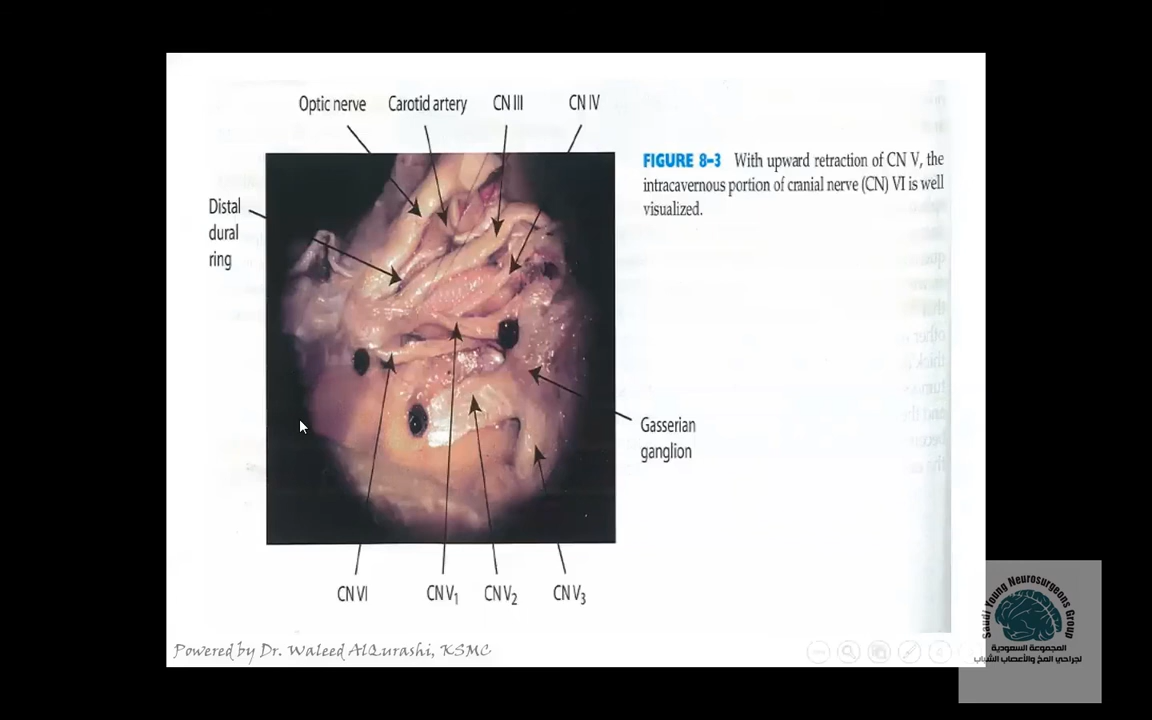 Optic nerve Carotid artery CN III CN IV
Distal
dural
ring
FIGURE 8-3 With upward retraction of CN V, the
intracavernous portion of cranial nerve (CN) VI is well
visualized.
Gasserian
ganglion
CN VI CN V₁ CN V₂ CN V₃
Powered by Dr. Waleed AlQurashi, KSMC
Saudi Young Neurosurgeons Group
المجموعة السعودية
لجراحي المخ والأعصاب الشباب